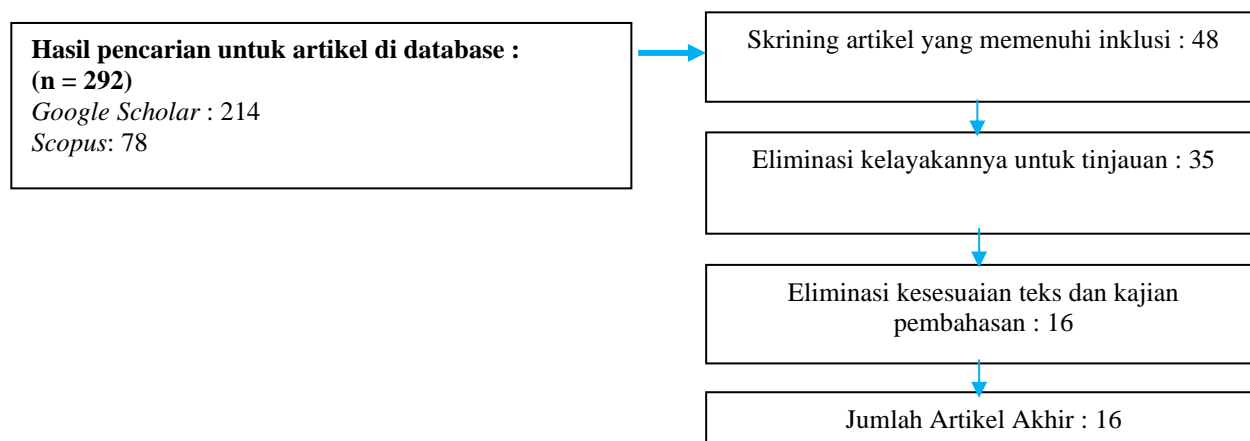 Hasil pencarian untuk artikel di database :
(n = 292)
Google Scholar : 214
Scopus: 78
Skrining artikel yang memenuhi inklusi : 48
Eliminasi kelayakannya untuk tinjauan : 35
Eliminasi kesesuaian teks dan kajian
pembahasan : 16
Jumlah Artikel Akhir : 16